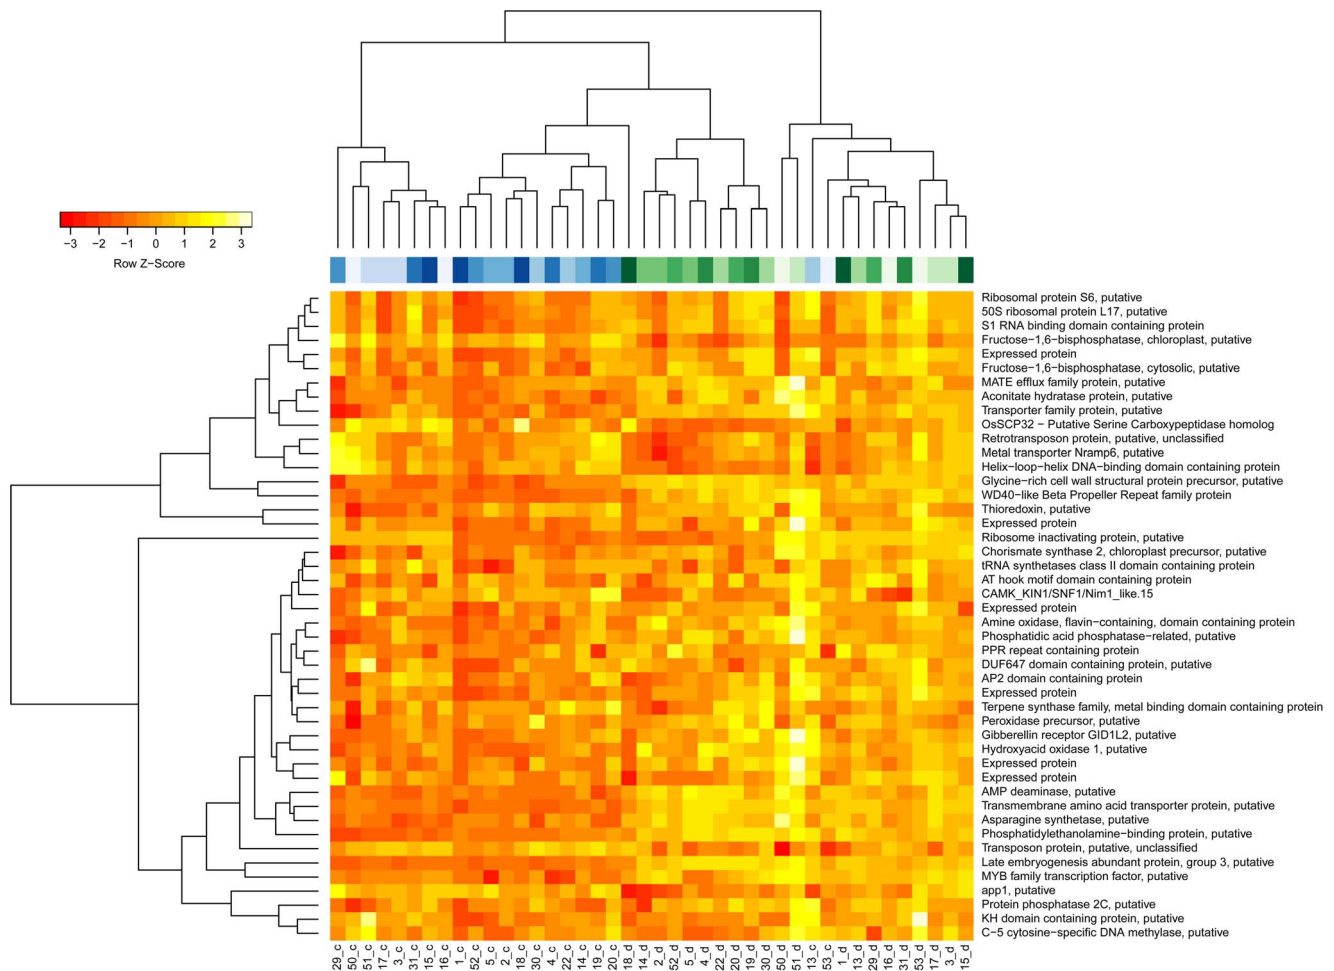 −3 −2 −1 0 1 2 3
Row Z−Score
Ribosomal protein S6, putative
50S ribosomal protein L17, putative
S1 RNA binding domain containing protein
Fructose−1,6−bisphosphatase, chloroplast, putative
Expressed protein
Fructose−1,6−bisphosphatase, cytosolic, putative
MATE efflux family protein, putative
Aconitate hydratase protein, putative
Transporter family protein, putative
OsSCP32 − Putative Serine Carboxypeptidase homolog
Retrotransposon protein, putative, unclassified
Metal transporter Nramp6, putative
Helix−loop−helix DNA−binding domain containing protein
Glycine−rich cell wall structural protein precursor, putative
WD40−like Beta Propeller Repeat family protein
Thioredoxin, putative
Expressed protein
Ribosome inactivating protein, putative
Chorismate synthase 2, chloroplast precursor, putative
tRNA synthetases class II domain containing protein
AT hook motif domain containing protein
CAMK_KIN1/SNF1/Nim1_like.15
Expressed protein
Amine oxidase, flavin−containing, domain containing protein
Phosphatidic acid phosphatase−related, putative
PPR repeat containing protein
DUF647 domain containing protein, putative
AP2 domain containing protein
Expressed protein
Terpene synthase family, metal binding domain containing protein
Peroxidase precursor, putative
Gibberellin receptor GID1L2, putative
Hydroxyacid oxidase 1, putative
Expressed protein
Expressed protein
AMP deaminase, putative
Transmembrane amino acid transporter protein, putative
Asparagine synthetase, putative
Phosphatidylethanolamine−binding protein, putative
Transposon protein, putative, unclassified
Late embryogenesis abundant protein, group 3, putative
MYB family transcription factor, putative
app1, putative
Protein phosphatase 2C, putative
KH domain containing protein, putative
C−5 cytosine−specific DNA methylase, putative
29_c 50_c 51_c 17_c 3_c 31_c 15_c 16_c 1_c 52_c 5_c 2_c 18_c 30_c 4_c 22_c 14_c 19_c 20_c 18_d 14_d 2_d 52_d 5_d 4_d 22_d 20_d 19_d 30_d 50_d 51_d 13_c 53_c 1_d 13_d 29_d 16_d 31_d 53_d 17_d 3_d 15_d